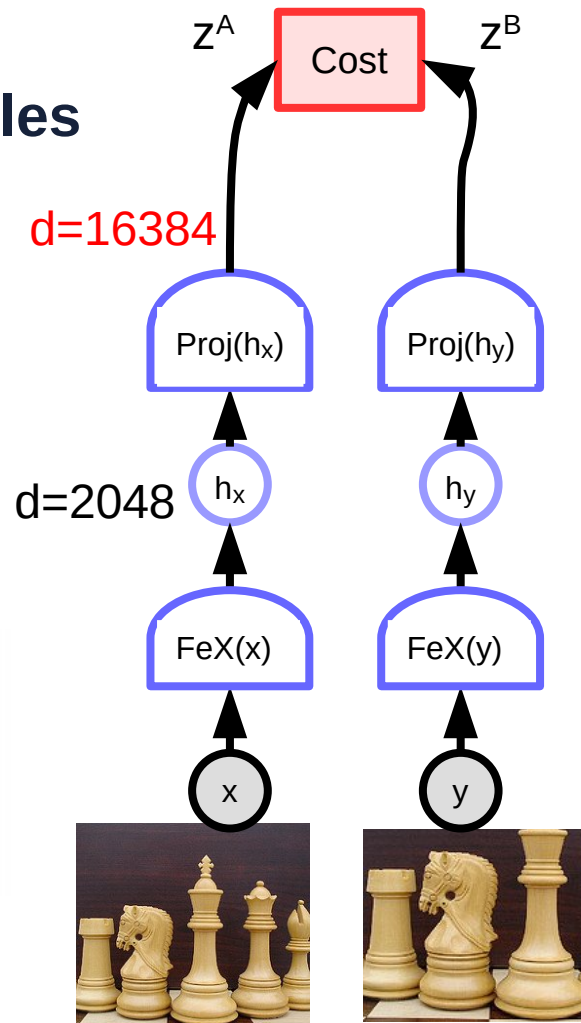 z^A
Cost
z^B
les
d=16384
Proj(hx)
Proj(hy)
d=2048
hx
hy
FeX(x)
FeX(y)
x
y